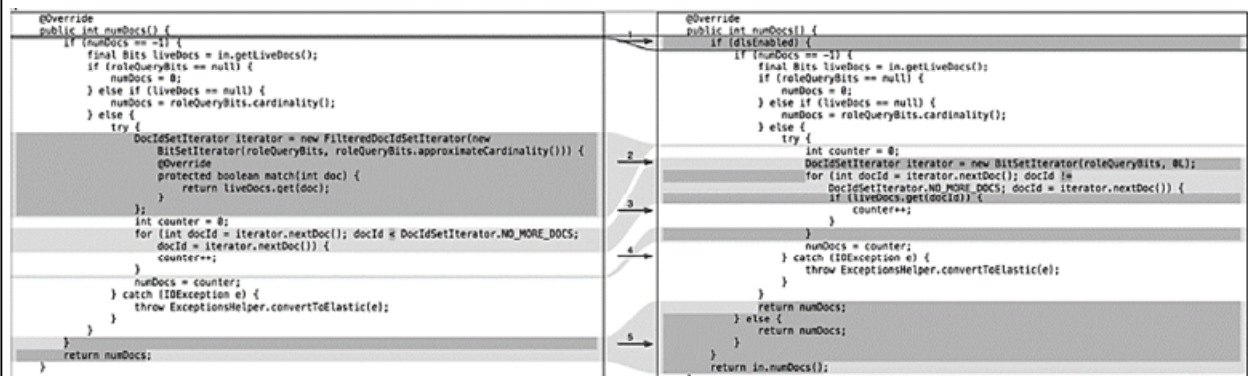 @Override
public int numDocs() {
if (numDocs == -1) {
final Bits liveDocs = in.getLiveDocs();
if (roleQueryBits == null) {
numDocs = 0;
} else if (liveDocs == null) {
numDocs = roleQueryBits.cardinality();
} else {
try {
DocIdSetIterator iterator = new FilteredDocIdSetIterator(new
BitSetIterator(roleQueryBits, roleQueryBits.approximateCardinality())) {
@Override
protected boolean match(int doc) {
return liveDocs.get(doc);
}
};
int counter = 0;
for (int docId = iterator.nextDoc(); docId < DocIdSetIterator.NO_MORE_DOCS;
docId = iterator.nextDoc()) {
counter++;
}
numDocs = counter;
} catch (IOException e) {
throw ExceptionsHelper.convertToElastic(e);
}
}
}
return numDocs;
}
1
2
3
4
5
@Override
public int numDocs() {
if (dlsEnabled) {
if (numDocs == -1) {
final Bits liveDocs = in.getLiveDocs();
if (roleQueryBits == null) {
numDocs = 0;
} else if (liveDocs == null) {
numDocs = roleQueryBits.cardinality();
} else {
try {
int counter = 0;
DocIdSetIterator iterator = new BitSetIterator(roleQueryBits, 0L);
for (int docId = iterator.nextDoc(); docId !=
DocIdSetIterator.NO_MORE_DOCS; docId = iterator.nextDoc()) {
if (liveDocs.get(docId)) {
counter++;
}
}
numDocs = counter;
} catch (IOException e) {
throw ExceptionsHelper.convertToElastic(e);
}
}
return numDocs;
} else {
return numDocs;
}
}
return in.numDocs();